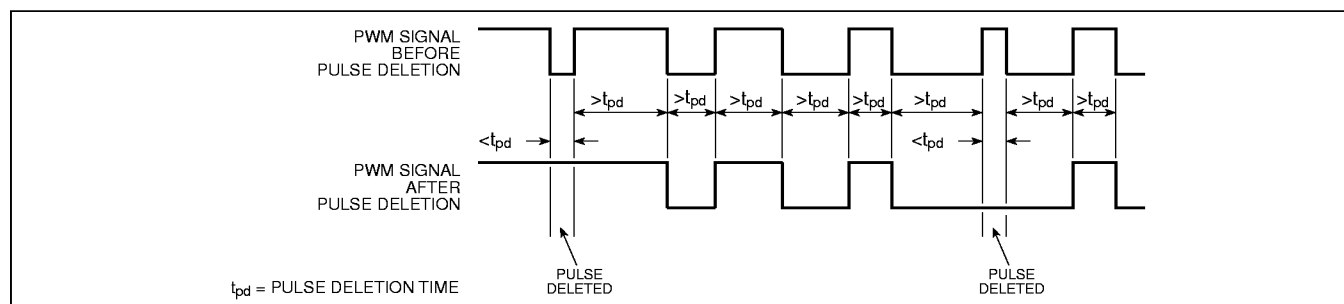 PWM SIGNAL
BEFORE
PULSE DELETION
>tpd >tpd >tpd >tpd >tpd >tpd >tpd >tpd
<tpd <tpd
PWM SIGNAL
AFTER
PULSE DELETION
PULSE
DELETED
PULSE
DELETED
tpd = PULSE DELETION TIME